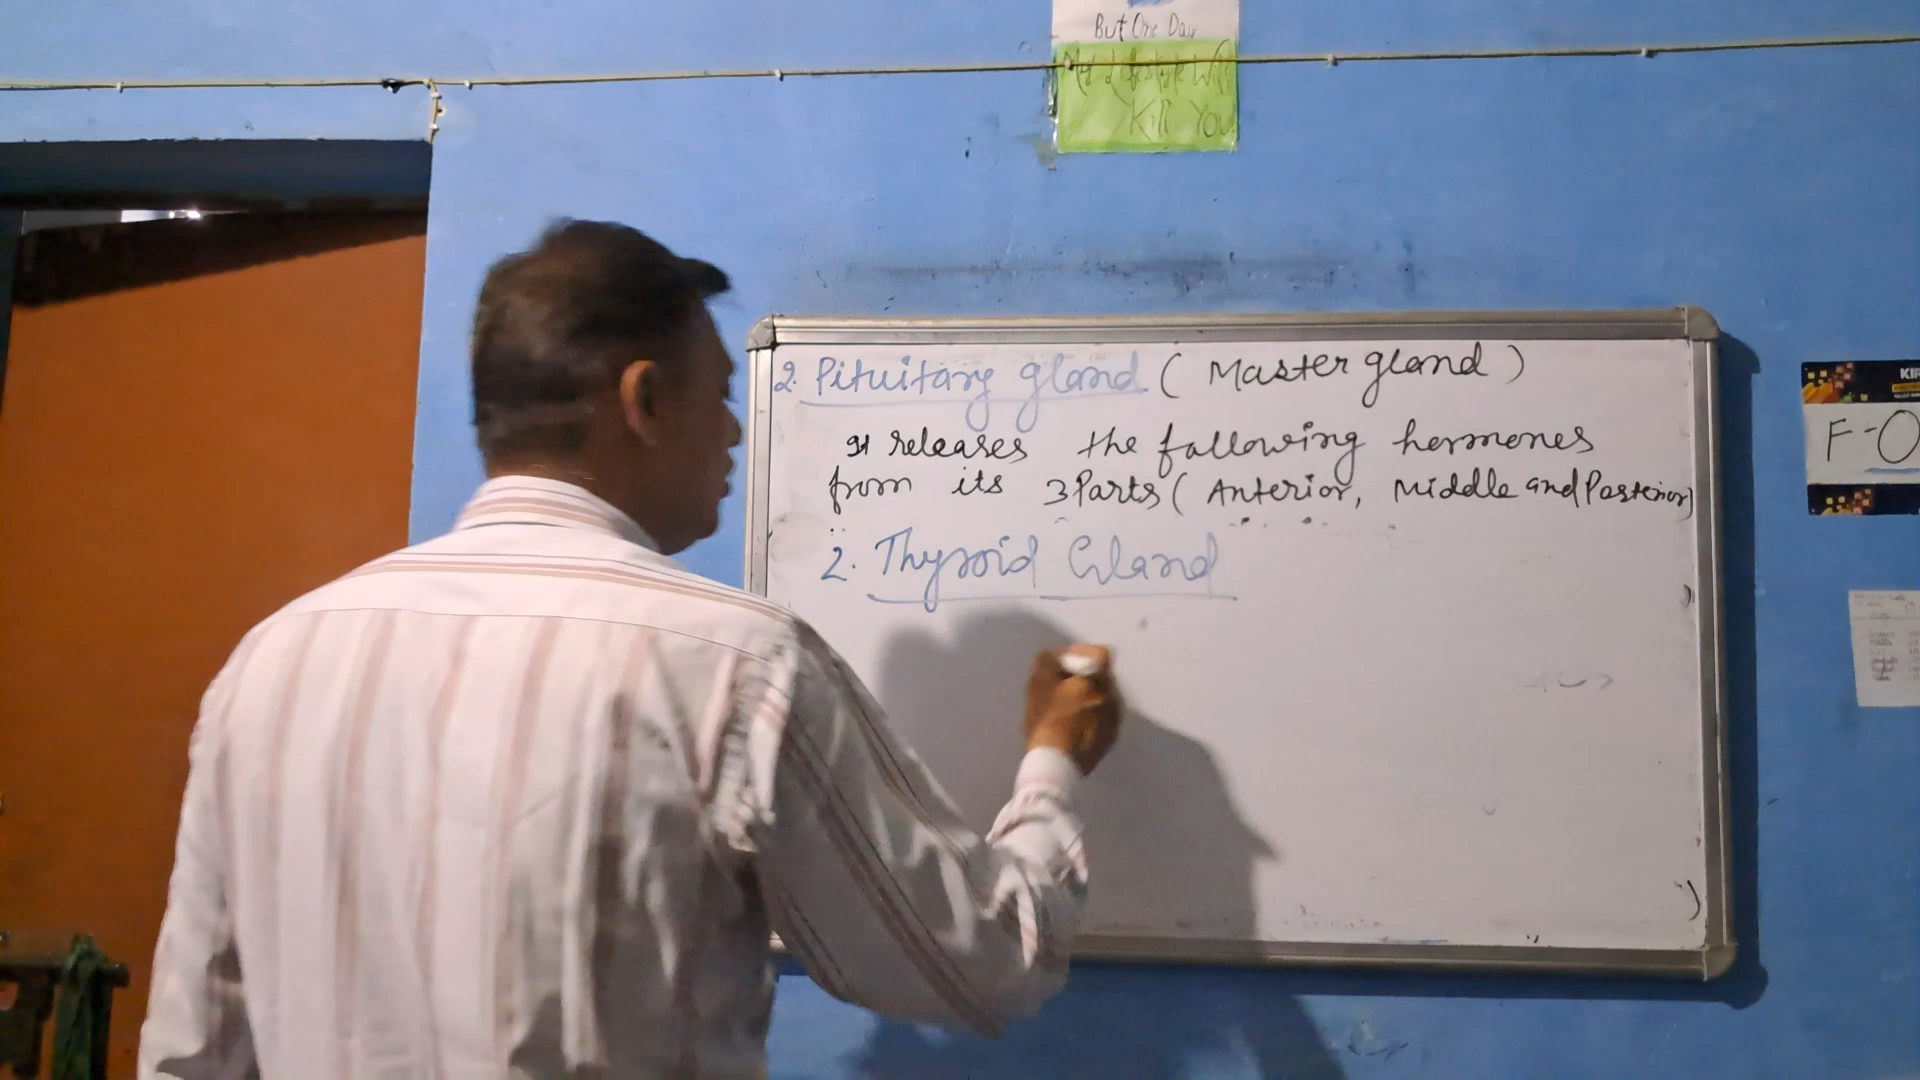 But One Day
My Lifestyle Will
Kill You
2. Pituitary gland ( Master gland )
It releases the following hormones
from its 3 Parts ( Anterior, Middle and Posterior)
2. Thyroid Gland
F-O